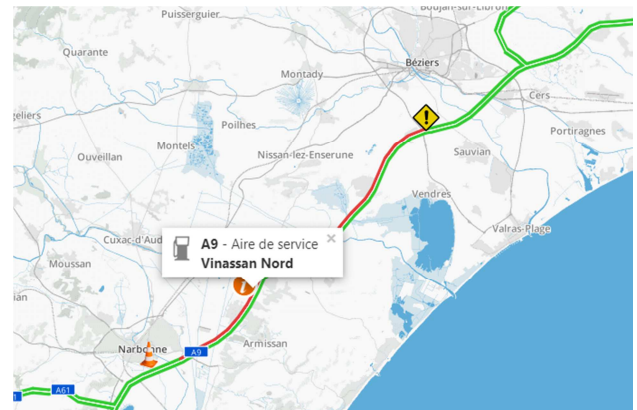 Puisserguier
Boujan-sur-Libron
Quarante
Béziers
Montady
Cers
Poilhes
Portiragnes
Montels
Nissan-lez-Enserune
Ouveillan
Sauvian
Vendres
Valras-Plage
A9 - Aire de service
Vinassan Nord
×
Cuxac-d'Aud
Moussan
Narbonne
A9
Armissan
A61